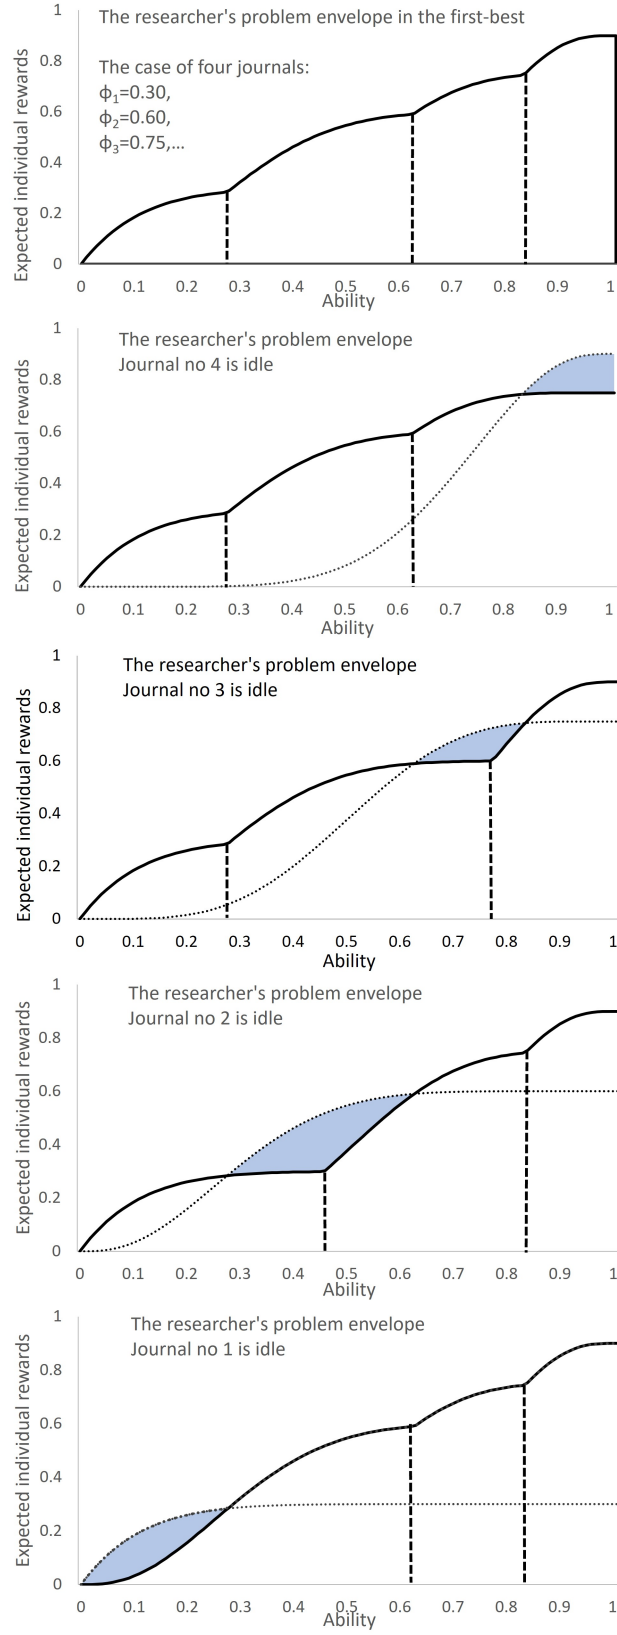 The researcher's problem envelope in the first-best
The case of four journals:
ϕ1=0.30,
ϕ2=0.60,
ϕ3=0.75,...
Expected individual rewards
1
0.8
0.6
0.4
0.2
0
0 0.1 0.2 0.3 0.4 0.5 0.6 0.7 0.8 0.9 1
Ability
The researcher's problem envelope
Journal no 4 is idle
Expected individual rewards
1
0.8
0.6
0.4
0.2
0
0 0.1 0.2 0.3 0.4 0.5 0.6 0.7 0.8 0.9 1
Ability
The researcher's problem envelope
Journal no 3 is idle
Expected individual rewards
1
0.8
0.6
0.4
0.2
0
0 0.1 0.2 0.3 0.4 0.5 0.6 0.7 0.8 0.9 1
Ability
The researcher's problem envelope
Journal no 2 is idle
Expected individual rewards
1
0.8
0.6
0.4
0.2
0
0 0.1 0.2 0.3 0.4 0.5 0.6 0.7 0.8 0.9 1
Ability
The researcher's problem envelope
Journal no 1 is idle
Expected individual rewards
1
0.8
0.6
0.4
0.2
0
0 0.1 0.2 0.3 0.4 0.5 0.6 0.7 0.8 0.9 1
Ability